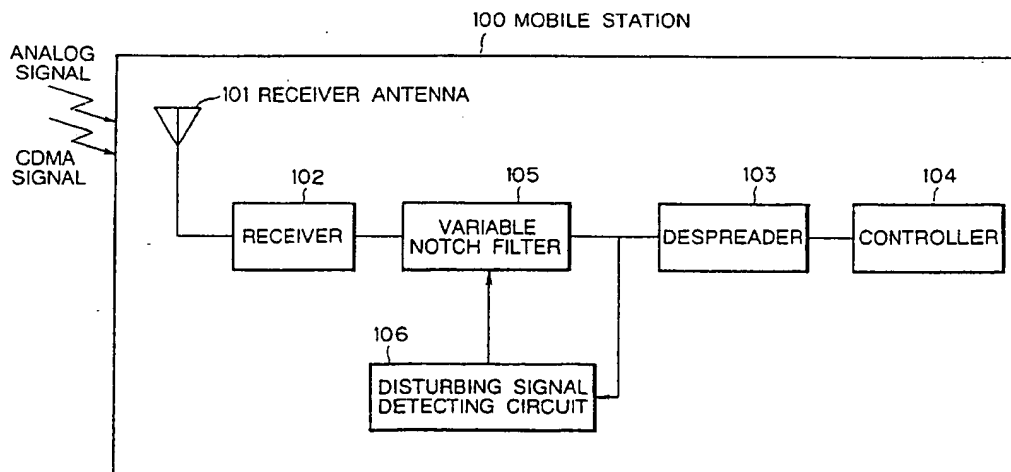 100 MOBILE STATION
ANALOG
SIGNAL
101 RECEIVER ANTENNA
CDMA
SIGNAL
102
105
103
104
RECEIVER
VARIABLE
NOTCH FILTER
DESPREADER
CONTROLLER
106
DISTURBING SIGNAL
DETECTING CIRCUIT